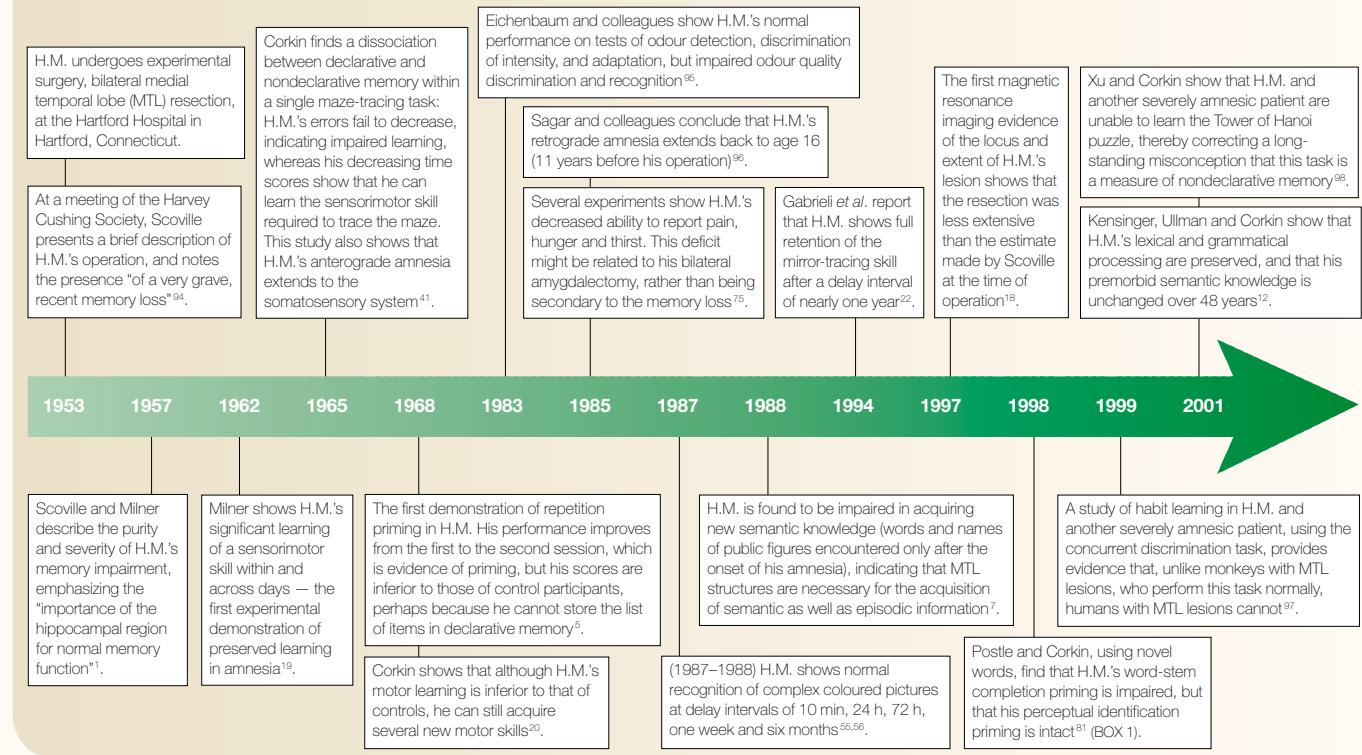 H.M. undergoes experimental
surgery, bilateral medial
temporal lobe (MTL) resection,
at the Hartford Hospital in
Hartford, Connecticut.
At a meeting of the Harvey
Cushing Society, Scoville
presents a brief description of
H.M.'s operation, and notes
the presence “of a very grave,
recent memory loss”94.
Corkin finds a dissociation
between declarative and
nondeclarative memory within
a single maze-tracing task:
H.M.'s errors fail to decrease,
indicating impaired learning,
whereas his decreasing time
scores show that he can
learn the sensorimotor skill
required to trace the maze.
This study also shows that
H.M.'s anterograde amnesia
extends to the
somatosensory system41.
Eichenbaum and colleagues show H.M.'s normal
performance on tests of odour detection, discrimination
of intensity, and adaptation, but impaired odour quality
discrimination and recognition95.
Sagar and colleagues conclude that H.M.'s
retrograde amnesia extends back to age 16
(11 years before his operation)96.
Several experiments show H.M.'s
decreased ability to report pain,
hunger and thirst. This deficit
might be related to his bilateral
amygdalectomy, rather than being
secondary to the memory loss75.
Gabrieli et al. report
that H.M. shows full
retention of the
mirror-tracing skill
after a delay interval
of nearly one year22.
The first magnetic
resonance
imaging evidence
of the locus and
extent of H.M.'s
lesion shows that
the resection was
less extensive
than the estimate
made by Scoville
at the time of
operation18.
Xu and Corkin show that H.M. and
another severely amnesic patient are
unable to learn the Tower of Hanoi
puzzle, thereby correcting a long-
standing misconception that this task is
a measure of nondeclarative memory98.
Kensinger, Ullman and Corkin show that
H.M.'s lexical and grammatical
processing are preserved, and that his
premorbid semantic knowledge is
unchanged over 48 years12.
1953 1957 1962 1965 1968 1983 1985 1987 1988 1994 1997 1998 1999 2001
Scoville and Milner
describe the purity
and severity of H.M.'s
memory impairment,
emphasizing the
“importance of the
hippocampal region
for normal memory
function”1.
Milner shows H.M.'s
significant learning
of a sensorimotor
skill within and
across days — the
first experimental
demonstration of
preserved learning
in amnesia19.
The first demonstration of repetition
priming in H.M. His performance improves
from the first to the second session, which
is evidence of priming, but his scores are
inferior to those of control participants,
perhaps because he cannot store the list
of items in declarative memory5.
Corkin shows that although H.M.'s
motor learning is inferior to that of
controls, he can still acquire
several new motor skills20.
(1987–1988) H.M. shows normal
recognition of complex coloured pictures
at delay intervals of 10 min, 24 h, 72 h,
one week and six months55,56.
H.M. is found to be impaired in acquiring
new semantic knowledge (words and names
of public figures encountered only after the
onset of his amnesia), indicating that MTL
structures are necessary for the acquisition
of semantic as well as episodic information7.
Postle and Corkin, using novel
words, find that H.M.'s word-stem
completion priming is impaired, but
that his perceptual identification
priming is intact81 (BOX 1).
A study of habit learning in H.M. and
another severely amnesic patient, using the
concurrent discrimination task, provides
evidence that, unlike monkeys with MTL
lesions, who perform this task normally,
humans with MTL lesions cannot97.